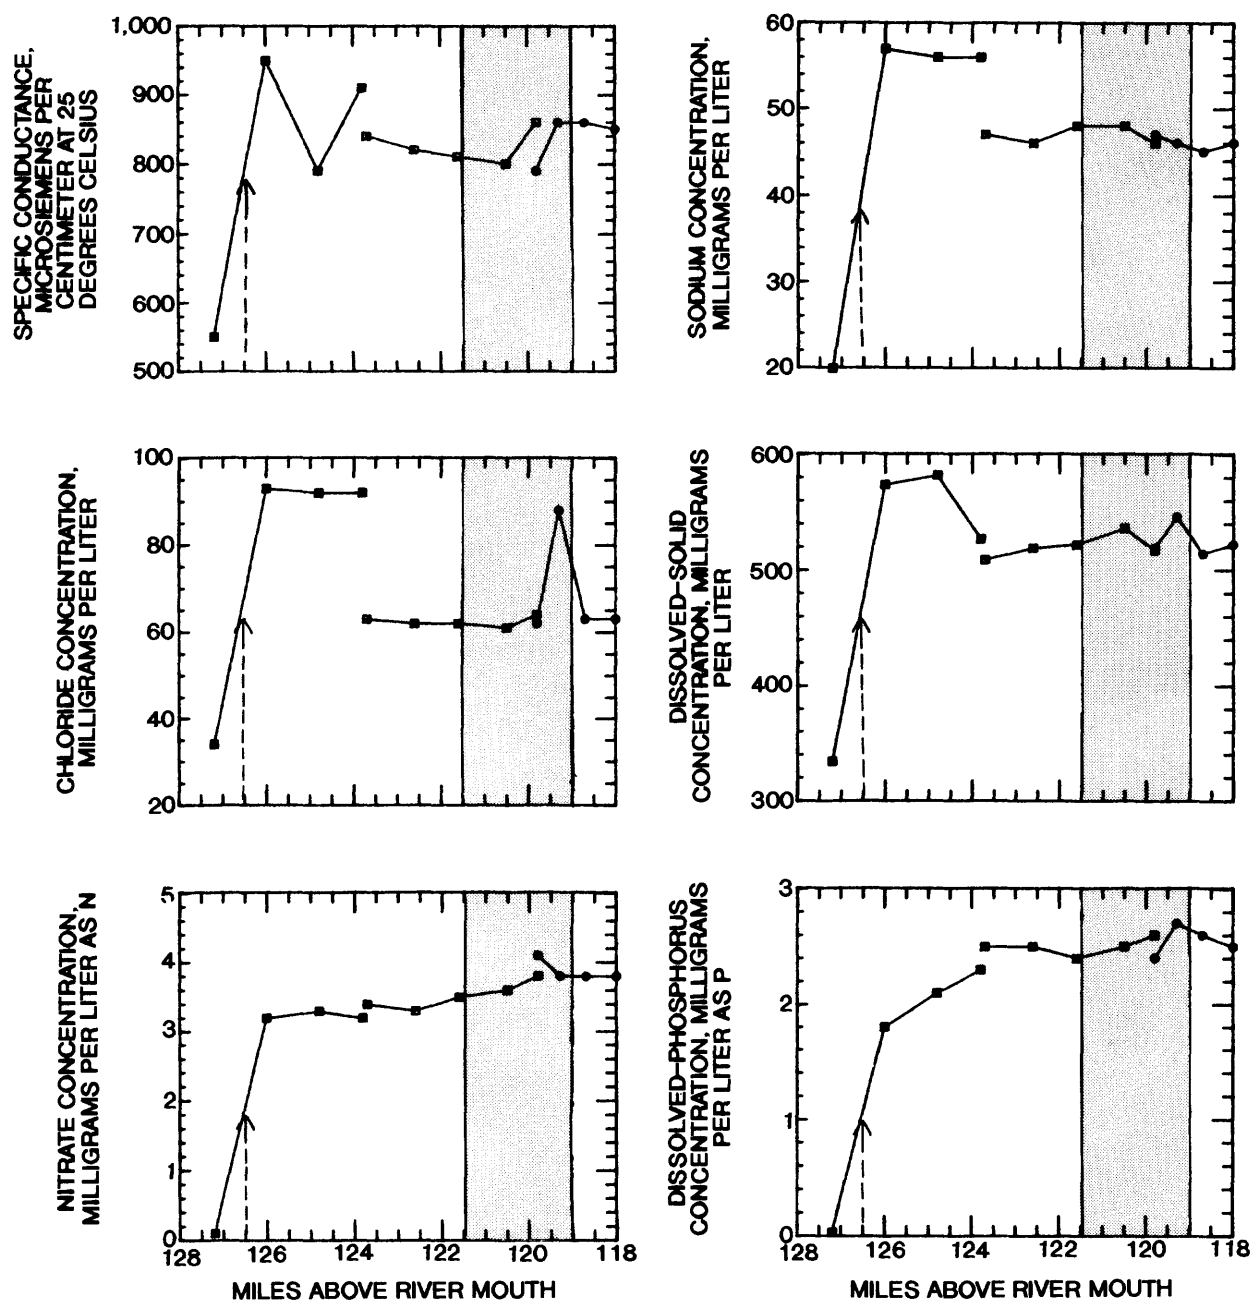 SPECIFIC CONDUCTANCE,
MICROSIEMENS PER
CENTIMETER AT 25
DEGREES CELSIUS
1,000
900
800
700
600
500
SODIUM CONCENTRATION,
MILLIGRAMS PER LITER
60
50
40
30
20
CHLORIDE CONCENTRATION,
MILLIGRAMS PER LITER
100
80
60
40
20
DISSOLVED-SOLID
CONCENTRATION, MILLIGRAMS
PER LITER
600
500
400
300
NITRATE CONCENTRATION,
MILLIGRAMS PER LITER AS N
5
4
3
2
1
0
128 126 124 122 120 118
MILES ABOVE RIVER MOUTH
DISSOLVED-PHOSPHORUS
CONCENTRATION, MILLIGRAMS
PER LITER AS P
3
2
1
0
128 126 124 122 120 118
MILES ABOVE RIVER MOUTH